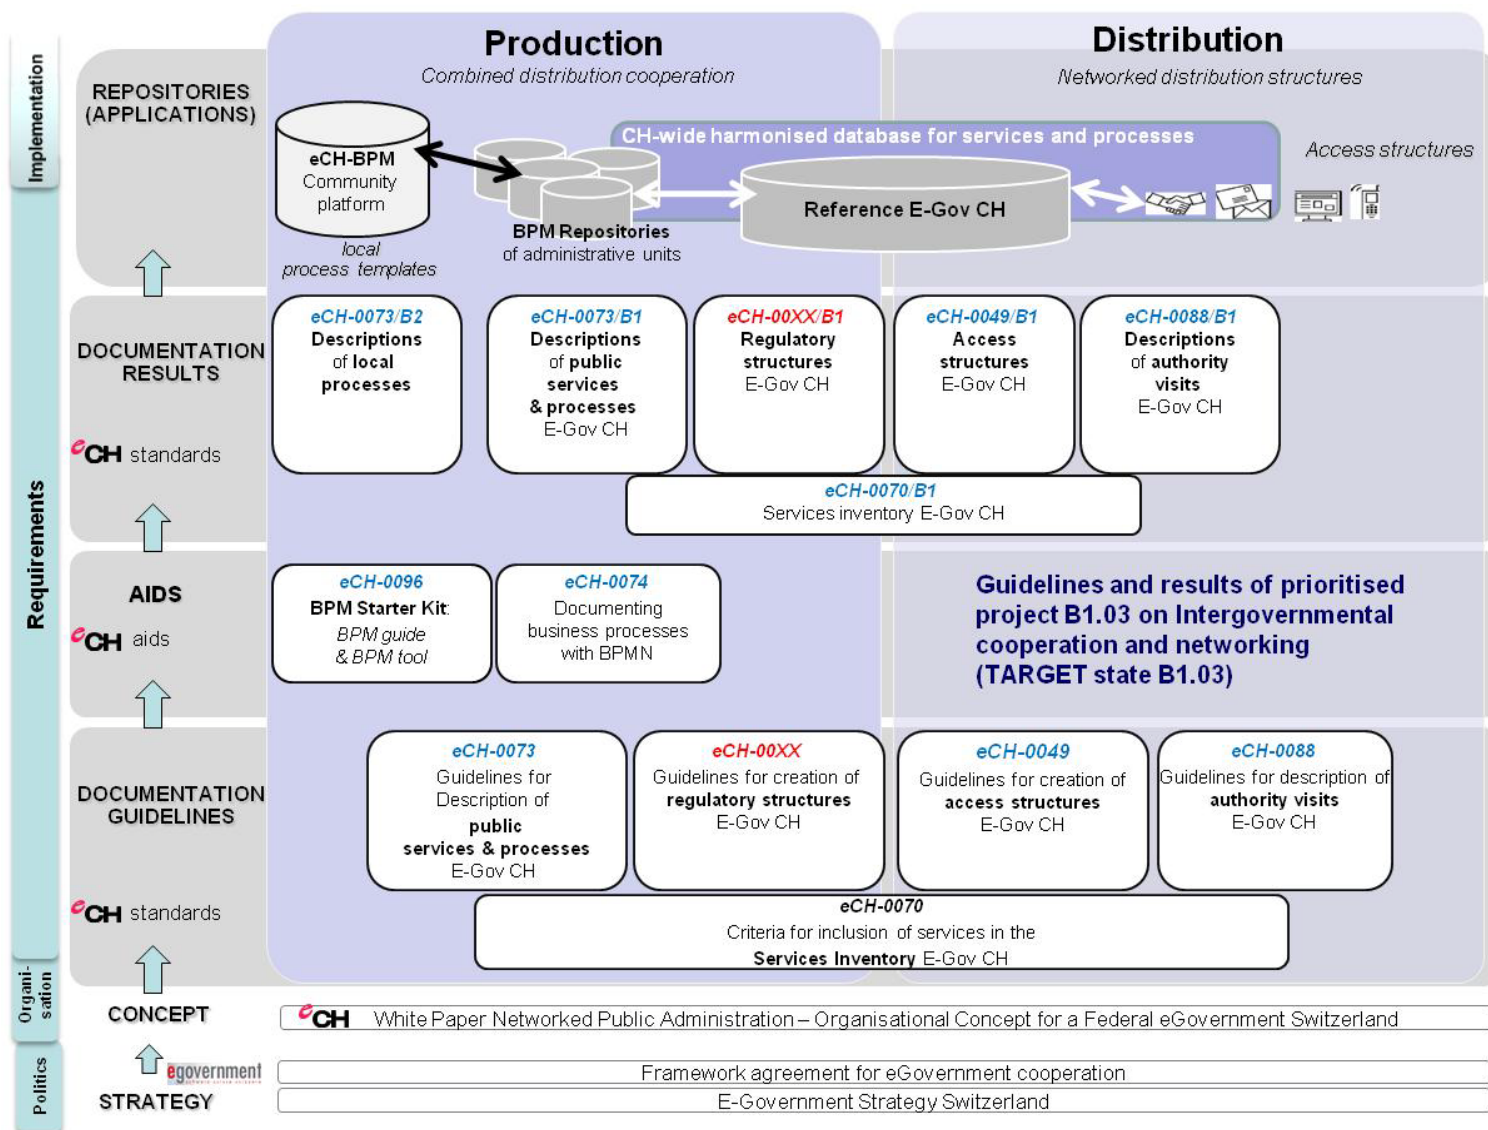 Production
Combined distribution cooperation
Distribution
Networked distribution structures
Implementation
REPOSITORIES
(APPLICATIONS)
CH-wide harmonised database for services and processes
Access structures
eCH-BPM
Community
platform
Reference E-Gov CH
BPM Repositories
of administrative units
local
process templates
Requirements
DOCUMENTATION
RESULTS
eCH standards
eCH-0073/B2
Descriptions
of local
processes
eCH-0073/B1
Descriptions
of public
services
& processes
E-Gov CH
eCH-00XX/B1
Regulatory
structures
E-Gov CH
eCH-0049/B1
Access
structures
E-Gov CH
eCH-0088/B1
Descriptions
of authority
visits
E-Gov CH
eCH-0070/B1
Services inventory E-Gov CH
AIDS
eCH aids
eCH-0096
BPM Starter Kit:
BPM guide
& BPM tool
eCH-0074
Documenting
business processes
with BPMN
Guidelines and results of prioritised
project B1.03 on Intergovernmental
cooperation and networking
(TARGET state B1.03)
DOCUMENTATION
GUIDELINES
eCH standards
eCH-0073
Guidelines for
Description of
public
services & processes
E-Gov CH
eCH-00XX
Guidelines for creation of
regulatory structures
E-Gov CH
eCH-0049
Guidelines for creation of
access structures
E-Gov CH
eCH-0088
Guidelines for description of
authority visits
E-Gov CH
eCH-0070
Criteria for inclusion of services in the
Services Inventory E-Gov CH
Organi-
sation
CONCEPT
eCH White Paper Networked Public Administration – Organisational Concept for a Federal eGovernment Switzerland
Politics
egovernment
Framework agreement for eGovernment cooperation
STRATEGY
E-Government Strategy Switzerland